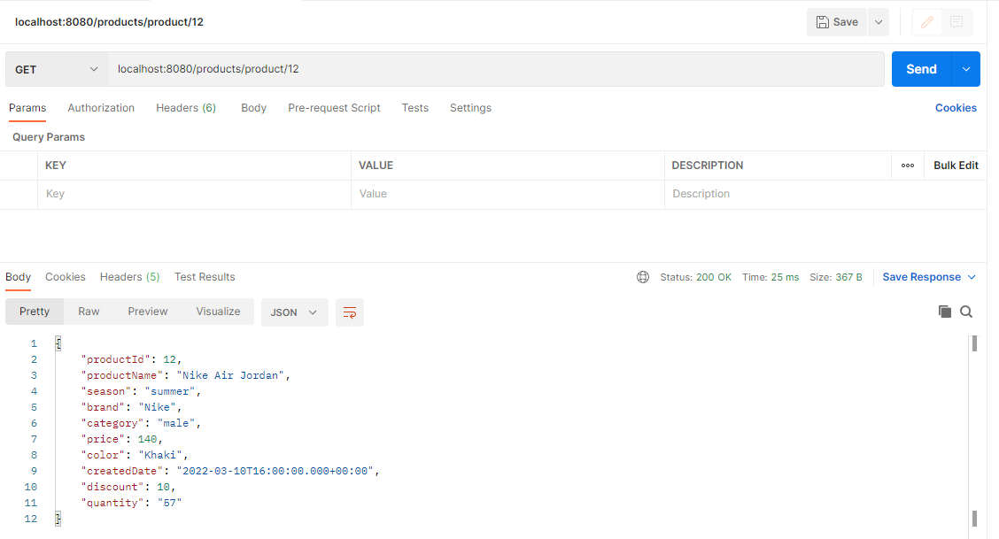 localhost:8080/products/product/12
Save
GET
localhost:8080/products/product/12
Send
Params Authorization Headers (6) Body Pre-request Script Tests Settings Cookies
Query Params
KEY VALUE DESCRIPTION Bulk Edit
Key Value Description
Body Cookies Headers (5) Test Results Status: 200 OK Time: 25 ms Size: 367 B Save Response
Pretty Raw Preview Visualize JSON
1 {
2 "productId": 12,
3 "productName": "Nike Air Jordan",
4 "season": "summer",
5 "brand": "Nike",
6 "category": "male",
7 "price": 140,
8 "color": "Khaki",
9 "createdDate": "2022-03-10T16:00:00.000+00:00",
10 "discount": 10,
11 "quantity": "57"
12 }